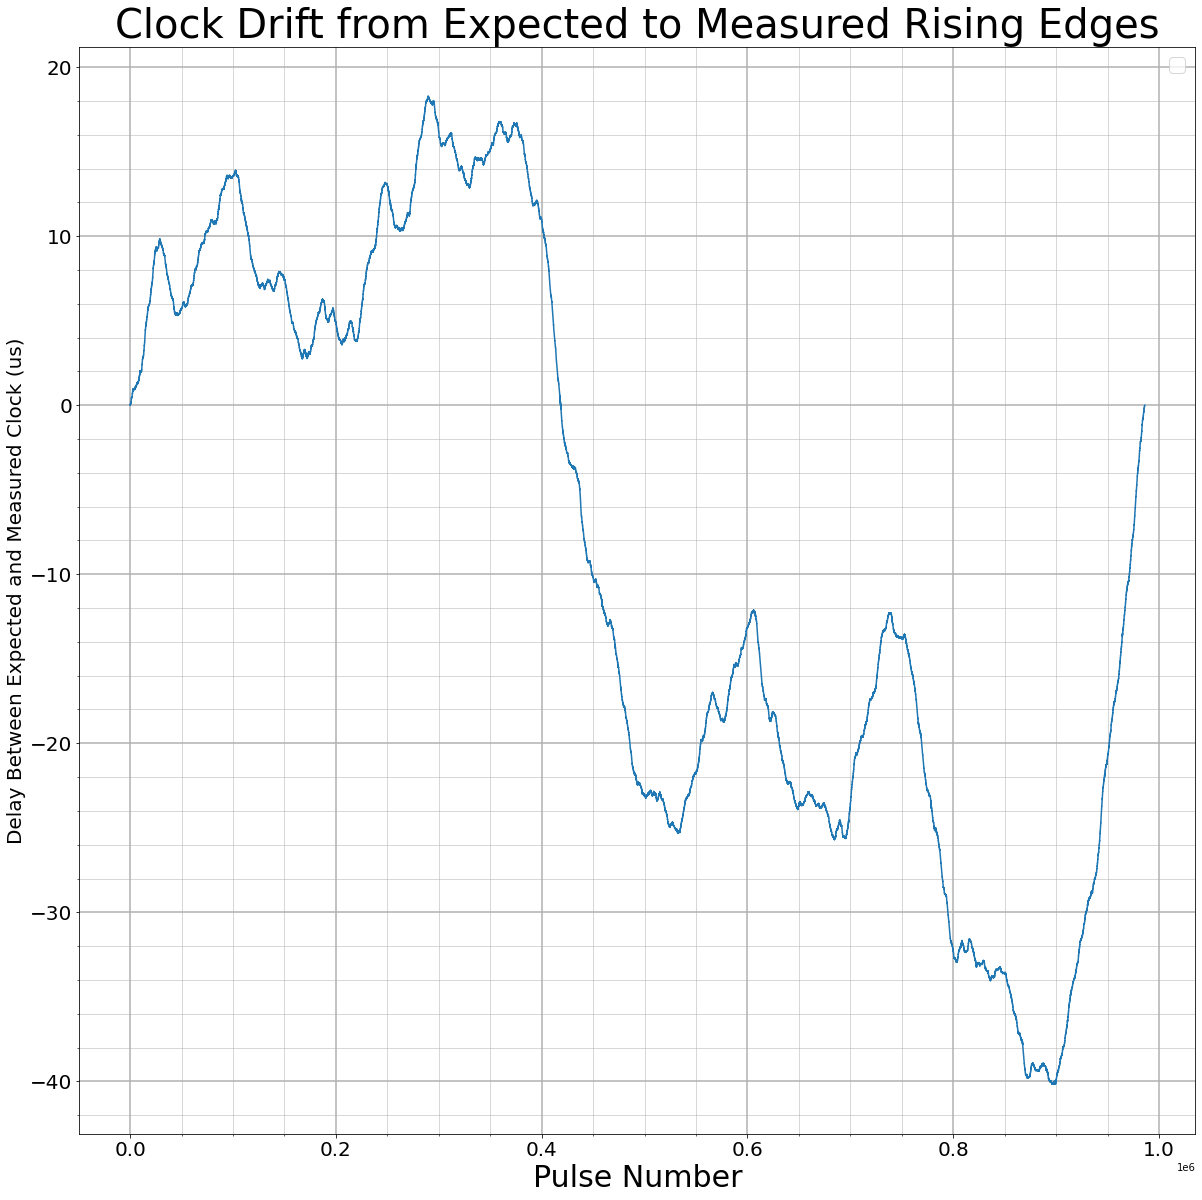 Clock Drift from Expected to Measured Rising Edges
20
10
0
−10
−20
−30
−40
Delay Between Expected and Measured Clock (us)
0.0 0.2 0.4 0.6 0.8 1.0
1e6
Pulse Number